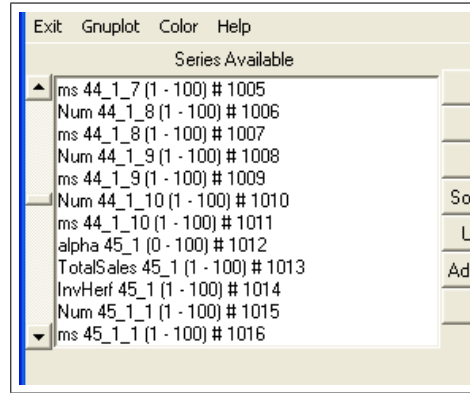 Exit Gnuplot Color Help
Series Available
ms 44_1_7 (1 - 100) # 1005
Num 44_1_8 (1 - 100) # 1006
ms 44_1_8 (1 - 100) # 1007
Num 44_1_9 (1 - 100) # 1008
ms 44_1_9 (1 - 100) # 1009
Num 44_1_10 (1 - 100) # 1010
So
ms 44_1_10 (1 - 100) # 1011
alpha 45_1 (0 - 100) # 1012
TotalSales 45_1 (1 - 100) # 1013
Ad
InvHerf 45_1 (1 - 100) # 1014
Num 45_1_1 (1 - 100) # 1015
ms 45_1_1 (1 - 100) # 1016